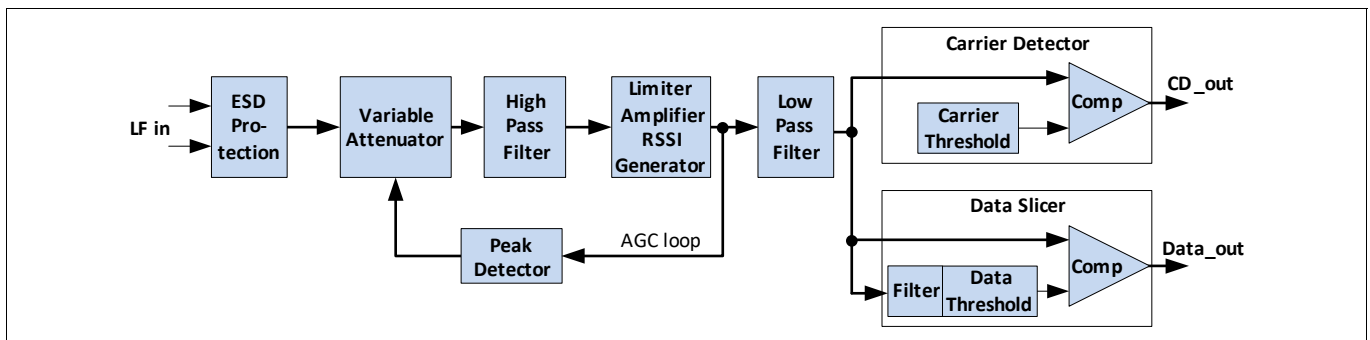 LF in
ESD
Pro-
tection
Variable
Attenuator
High
Pass
Filter
Limiter
Amplifier
RSSI
Generator
Low
Pass
Filter
Peak
Detector
AGC loop
Carrier Detector
Carrier
Threshold
Comp
CD_out
Data Slicer
Filter
Data
Threshold
Comp
Data_out